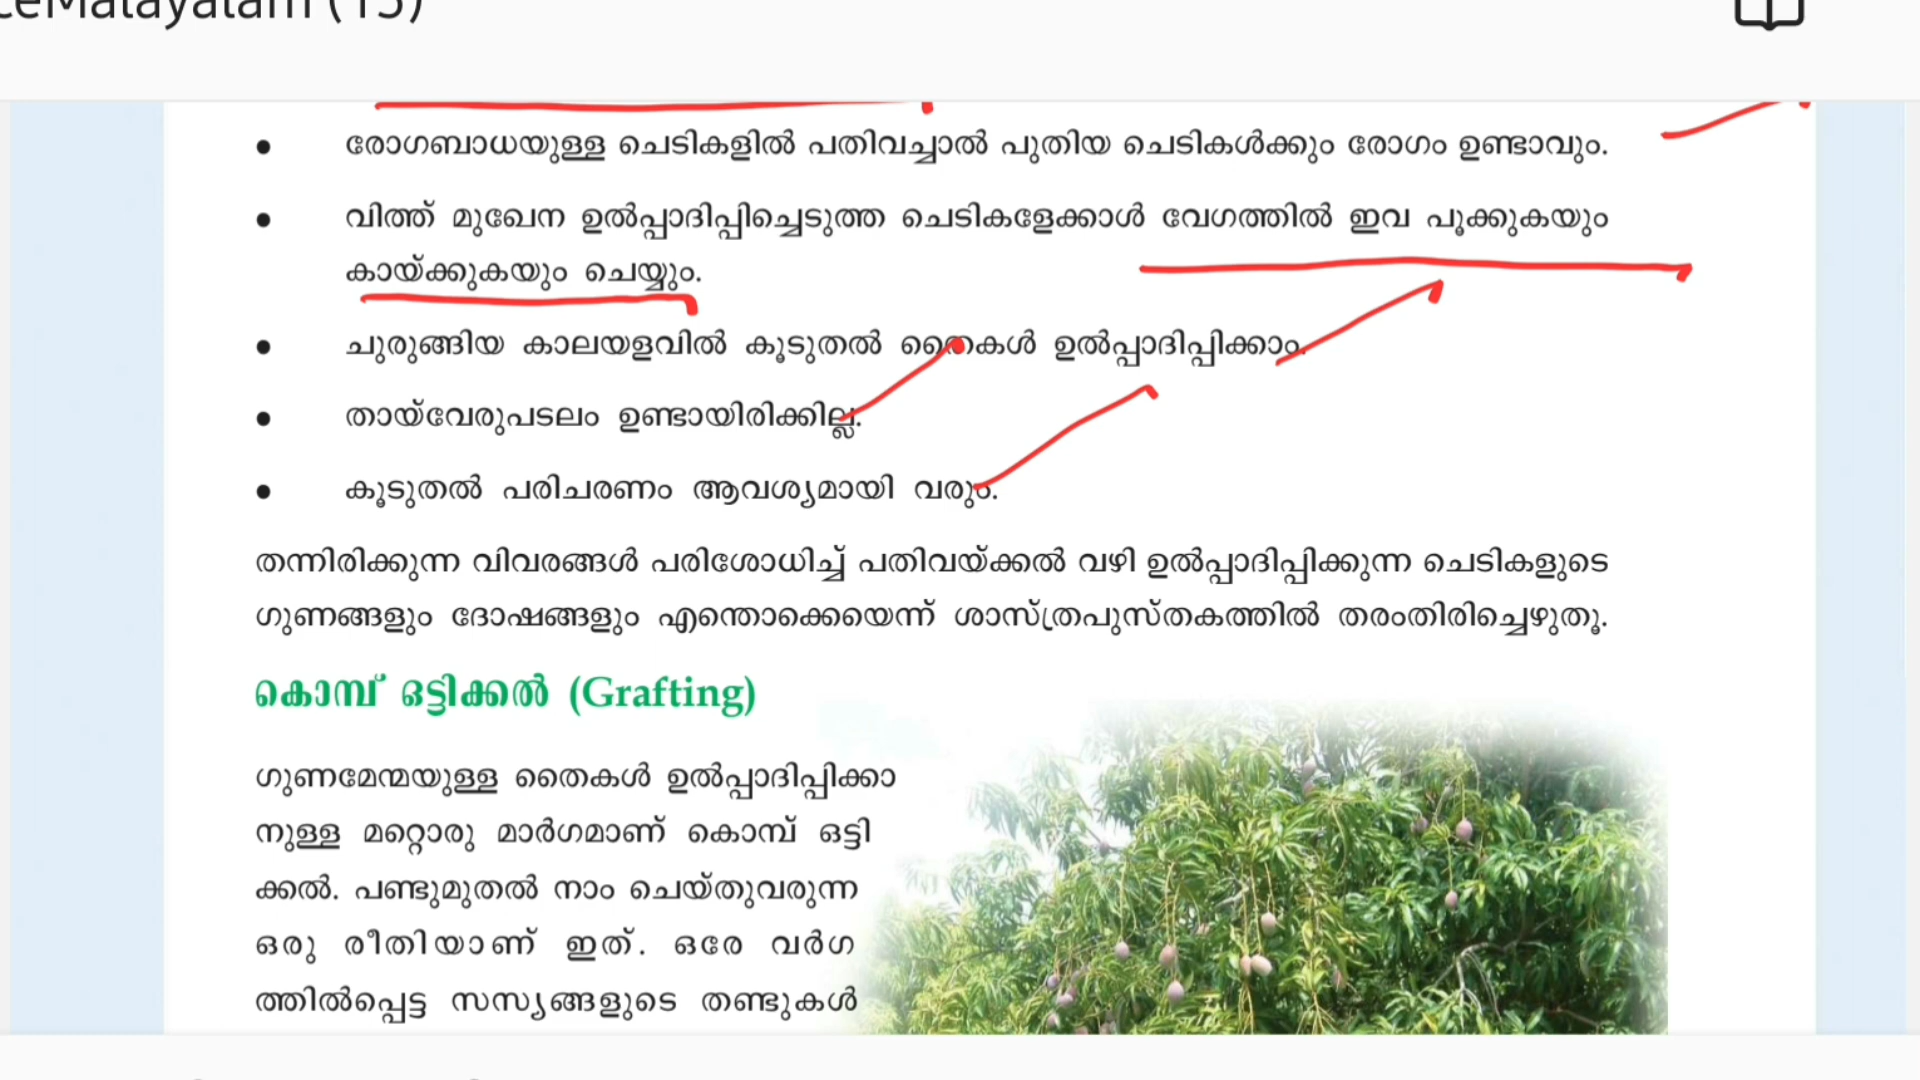 ceMalayalam (15)
• രോഗബാധയുള്ള ചെടികളിൽ പതിവച്ചാൽ പുതിയ ചെടികൾക്കും രോഗം ഉണ്ടാവും.
• വിത്ത് മുഖേന ഉൽപ്പാദിപ്പിച്ചെടുത്ത ചെടികളേക്കാൾ വേഗത്തിൽ ഇവ പൂക്കുകയും
കായ്ക്കുകയും ചെയ്യും.
• ചുരുങ്ങിയ കാലയളവിൽ കൂടുതൽ തൈകൾ ഉൽപ്പാദിപ്പിക്കാം.
• തായ്‌വേരുപടലം ഉണ്ടായിരിക്കില്ല.
• കൂടുതൽ പരിചരണം ആവശ്യമായി വരും.
തന്നിരിക്കുന്ന വിവരങ്ങൾ പരിശോധിച്ച് പതിവയ്ക്കൽ വഴി ഉൽപ്പാദിപ്പിക്കുന്ന ചെടികളുടെ
ഗുണങ്ങളും ദോഷങ്ങളും എന്തൊക്കെയെന്ന് ശാസ്ത്രപുസ്തകത്തിൽ തരംതിരിച്ചെഴുതൂ.
കൊമ്പ് ഒട്ടിക്കൽ (Grafting)
ഗുണമേന്മയുള്ള തൈകൾ ഉൽപ്പാദിപ്പിക്കാ
നുള്ള മറ്റൊരു മാർഗമാണ് കൊമ്പ് ഒട്ടി
ക്കൽ. പണ്ടുമുതൽ നാം ചെയ്തുവരുന്ന
ഒരു രീതിയാണ് ഇത്. ഒരേ വർഗ
ത്തിൽപ്പെട്ട സസ്യങ്ങളുടെ തണ്ടുകൾ